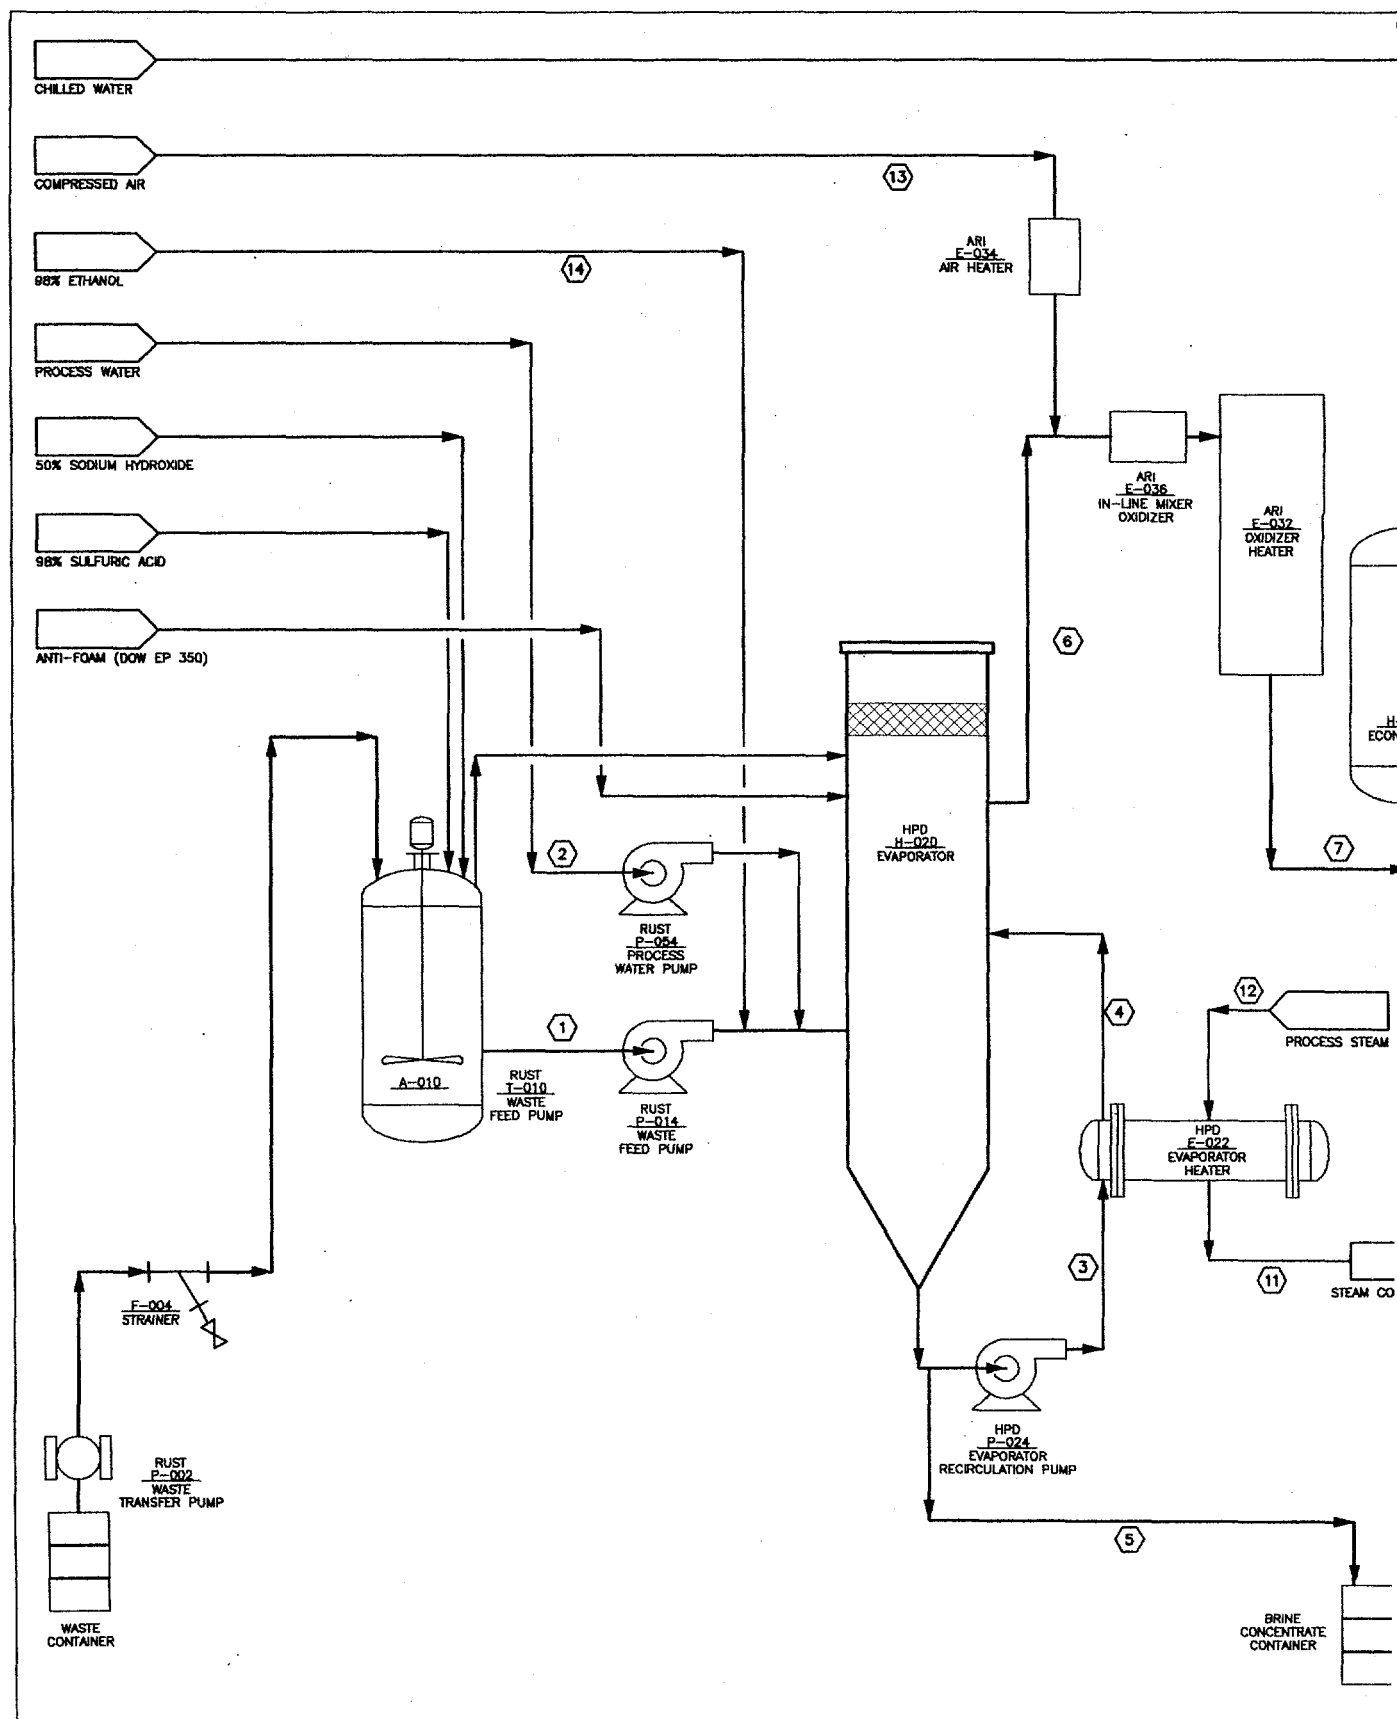 CHILLED WATER
COMPRESSED AIR
13
ARI
E-034
AIR HEATER
98% ETHANOL
14
PROCESS WATER
50% SODIUM HYDROXIDE
ARI
E-036
IN-LINE MIXER
OXIDIZER
ARI
E-032
OXIDIZER
HEATER
98% SULFURIC ACID
ANTI-FOAM (DOW EP 350)
6
H-
ECON
HPD
H-020
EVAPORATOR
2
7
RUST
P-054
PROCESS
WATER PUMP
12
4
1
PROCESS STEAM
A-010
RUST
T-010
WASTE
FEED PUMP
RUST
P-014
WASTE
FEED PUMP
HPD
E-022
EVAPORATOR
HEATER
3
11
STEAM CO
F-004
STRAINER
HPD
P-024
EVAPORATOR
RECIRCULATION PUMP
RUST
P-002
WASTE
TRANSFER PUMP
5
WASTE
CONTAINER
BRINE
CONCENTRATE
CONTAINER